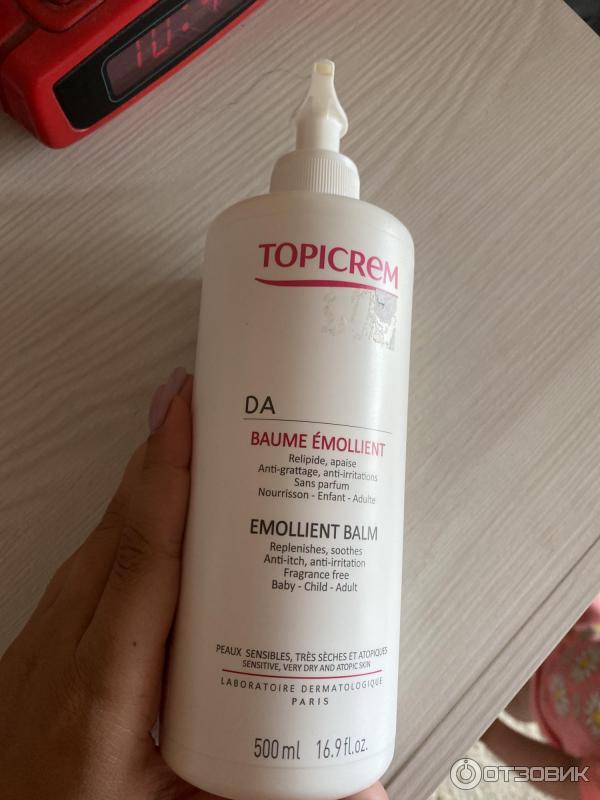 TOPICREM
DA
BAUME ÉMOLLIENT
Relipide, apaise
Anti-grattage, anti-irritations
Sans parfum
Nourrisson - Enfant - Adulte
EMOLLIENT BALM
Replenishes, soothes
Anti-itch, anti-irritation
Fragrance free
Baby - Child - Adult
PEAUX SENSIBLES, TRÈS SÈCHES ET ATOPIQUES
SENSITIVE, VERY DRY AND ATOPIC SKIN
LABORATOIRE DERMATOLOGIQUE
PARIS
500 ml 16.9 fl.oz.
ОТЗОВИК